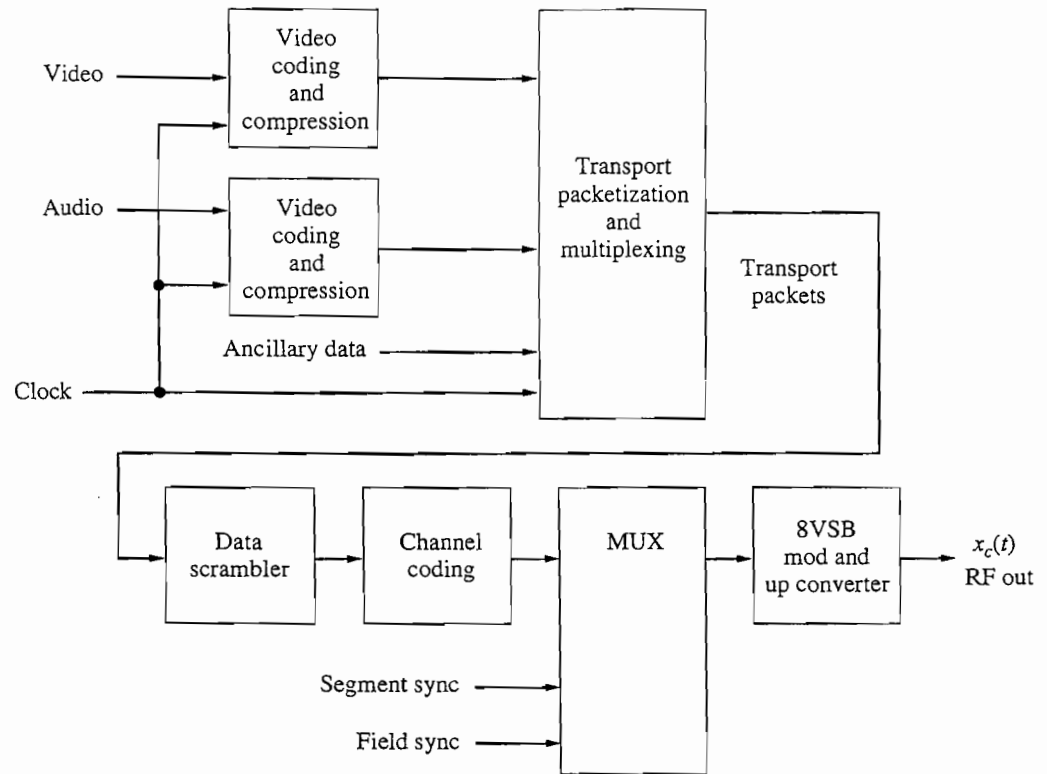 Video
Video
coding
and
compression
Audio
Video
coding
and
compression
Transport
packetization
and
multiplexing
Transport
packets
Ancillary data
Clock
Data
scrambler
Channel
coding
MUX
8VSB
mod and
up converter
x_c(t)
RF out
Segment sync
Field sync